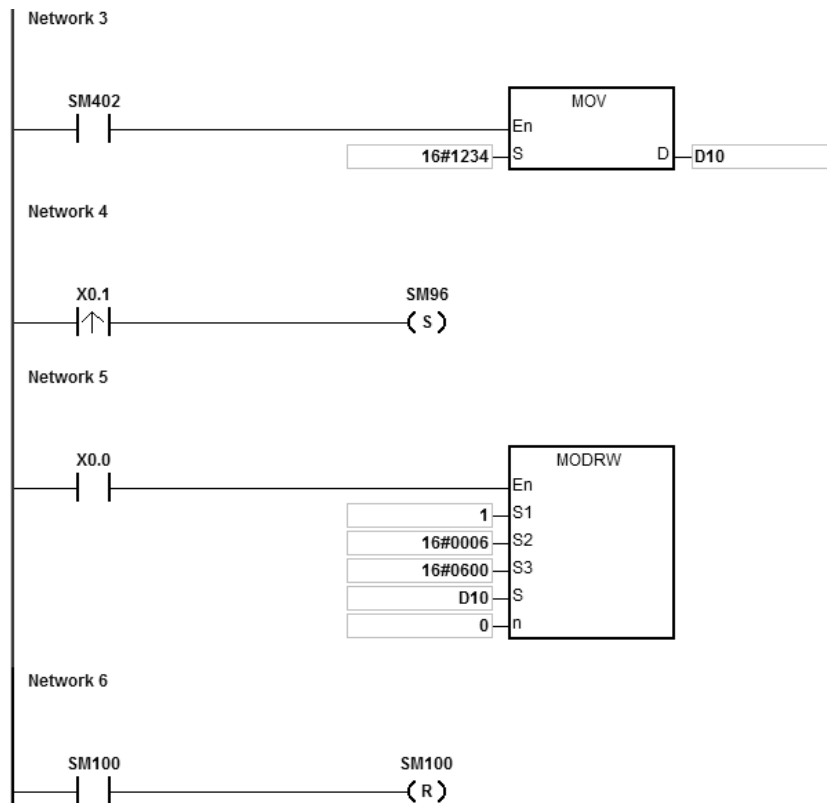 Network 3
SM402
MOV
En
16#1234 S D D10
Network 4
X0.1 SM96
( S )
Network 5
X0.0 MODRW
En
1 S1
16#0006 S2
16#0600 S3
D10 S
0 n
Network 6
SM100 SM100
( R )